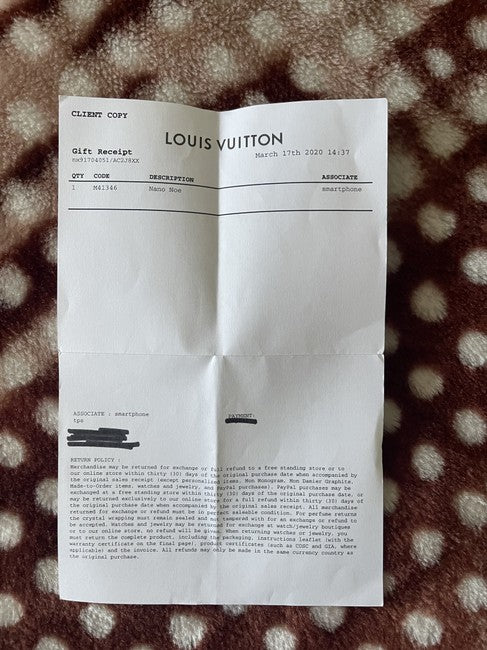 CLIENT COPY
LOUIS VUITTON
Gift Receipt March 17th 2020 14:37
nx91704051/AC2J8XX
QTY CODE DESCRIPTION ASSOCIATE
1 M41346 Nano Noe smartphone
ASSOCIATE : smartphone PAYMENT:
tps
RETURN POLICY :
Merchandise may be returned for exchange or full refund to a free standing store or to
our online store within thirty (30) days of the original purchase date when accompanied by
the original sales receipt (except personalized items, Mon Monogram, Mon Damier Graphite,
Made-to-Order items, watches and jewelry, and PayPal purchases). PayPal purchases may be
exchanged at a free standing store within thirty (30) days of the original purchase date, or
may be returned exclusively to our online store for a full refund within thirty (30) days of
the original purchase date when accompanied by the original sales receipt. All merchandise
returned for exchange or refund must be in perfect saleable condition. For perfume returns
the crystal wrapping must remain sealed and not tampered with for an exchange or refund to
be accepted. Watches and jewelry may be returned for exchange at watch/jewelry boutiques
or to our online store, no refund will be given. When returning watches or jewelry, you
must return the complete product, including the packaging, instructions leaflet (with the
warranty certificate on the final page), product certificates (such as COSC and GIA, where
applicable) and the invoice. All refunds may only be made in the same currency country as
the original purchase.